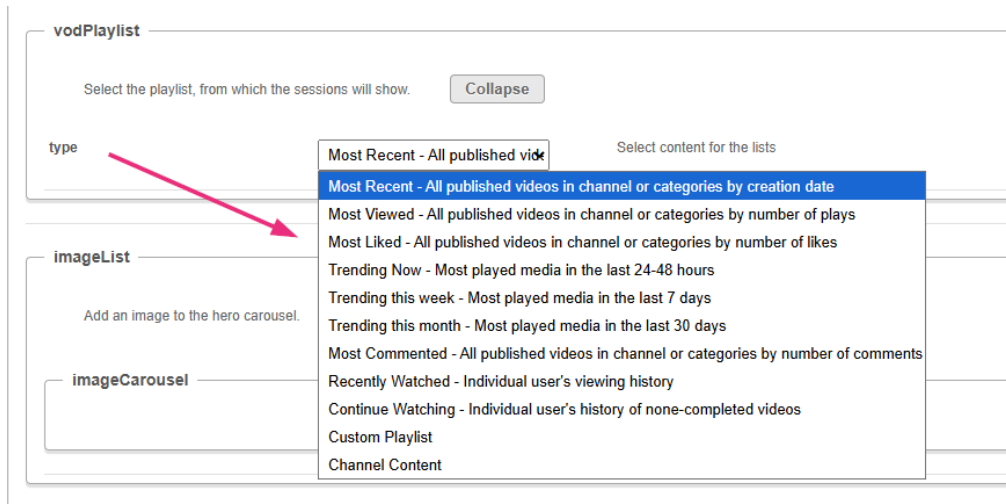 vodPlaylist
Select the playlist, from which the sessions will show.
Collapse
type
Most Recent - All published vide
Select content for the lists
Most Recent - All published videos in channel or categories by creation date
Most Viewed - All published videos in channel or categories by number of plays
Most Liked - All published videos in channel or categories by number of likes
Trending Now - Most played media in the last 24-48 hours
Trending this week - Most played media in the last 7 days
Trending this month - Most played media in the last 30 days
Most Commented - All published videos in channel or categories by number of comments
Recently Watched - Individual user's viewing history
Continue Watching - Individual user's history of none-completed videos
Custom Playlist
Channel Content
imageList
Add an image to the hero carousel.
imageCarousel